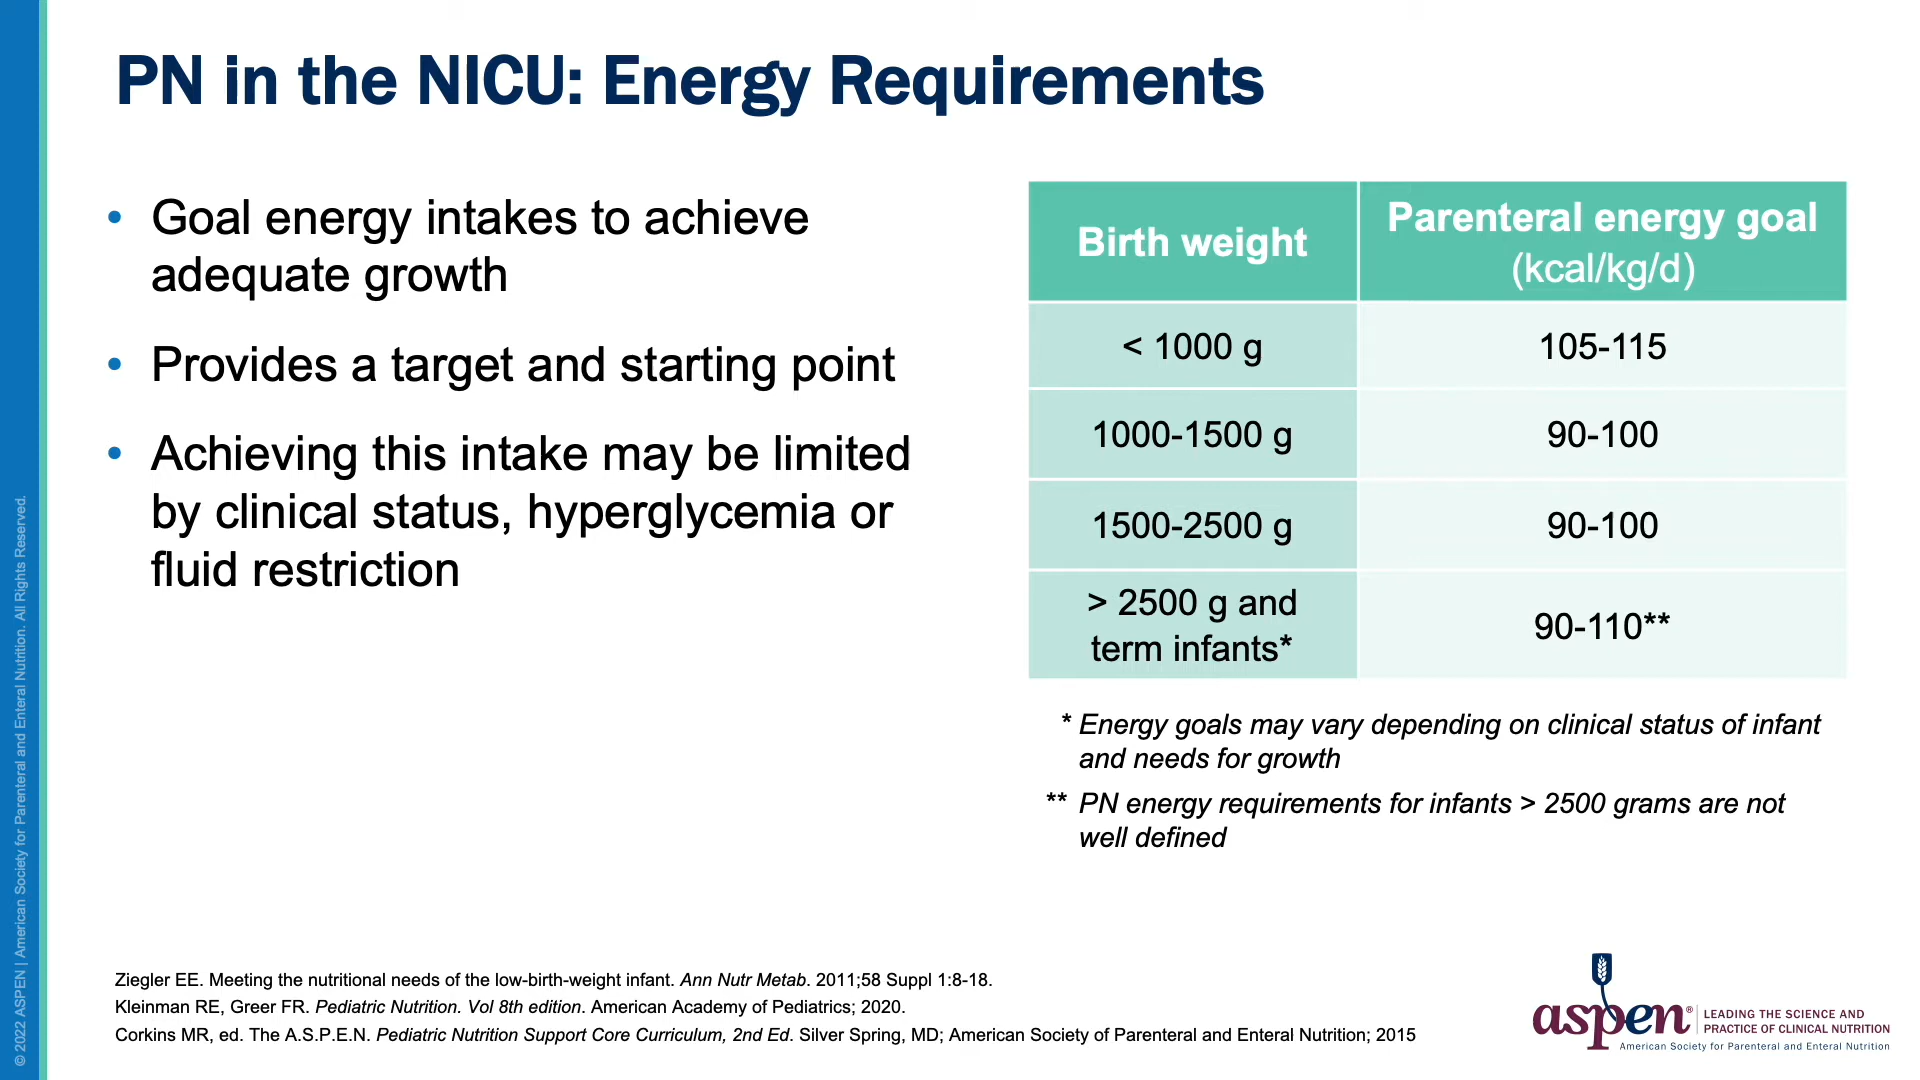 PN in the NICU: Energy Requirements
• Goal energy intakes to achieve
adequate growth
• Provides a target and starting point
• Achieving this intake may be limited
by clinical status, hyperglycemia or
fluid restriction
Birth weight
Parenteral energy goal
(kcal/kg/d)
< 1000 g
105-115
1000-1500 g
90-100
1500-2500 g
90-100
> 2500 g and
term infants*
90-110**
* Energy goals may vary depending on clinical status of infant
and needs for growth
** PN energy requirements for infants > 2500 grams are not
well defined
Ziegler EE. Meeting the nutritional needs of the low-birth-weight infant. Ann Nutr Metab. 2011;58 Suppl 1:8-18.
Kleinman RE, Greer FR. Pediatric Nutrition. Vol 8th edition. American Academy of Pediatrics; 2020.
Corkins MR, ed. The A.S.P.E.N. Pediatric Nutrition Support Core Curriculum, 2nd Ed. Silver Spring, MD; American Society of Parenteral and Enteral Nutrition; 2015
aspen®
LEADING THE SCIENCE AND
PRACTICE OF CLINICAL NUTRITION
American Society for Parenteral and Enteral Nutrition
© 2022 ASPEN | American Society for Parenteral and Enteral Nutrition. All Rights Reserved.